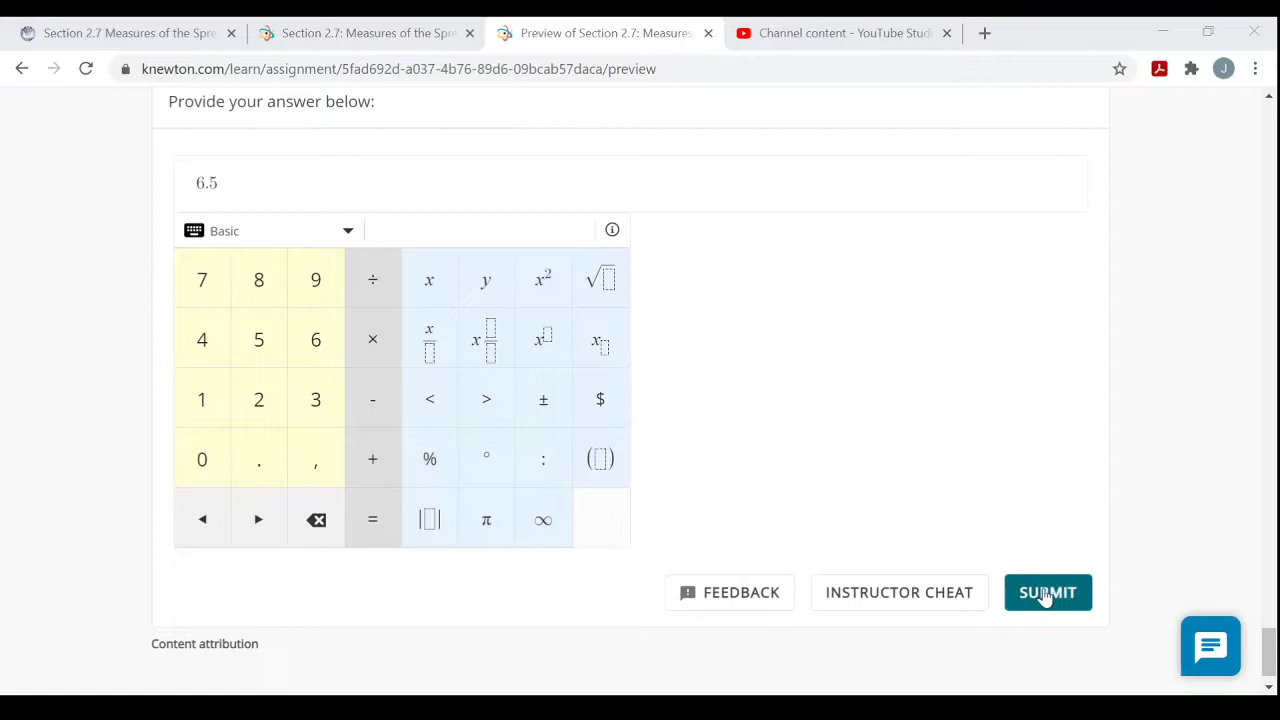 Section 2.7 Measures of the Spre
Section 2.7: Measures of the Spre
Preview of Section 2.7: Measures
Channel content - YouTube Studi
knewton.com/learn/assignment/5fad692d-a037-4b76-89d6-09bcab57daca/preview
J
Provide your answer below:
6.5
Basic
7 8 9 ÷ x y x² √
4 5 6 × x x x x
1 2 3 - < > ± $
0 . , + % ° : ()
= | | π ∞
FEEDBACK
INSTRUCTOR CHEAT
SUBMIT
Content attribution